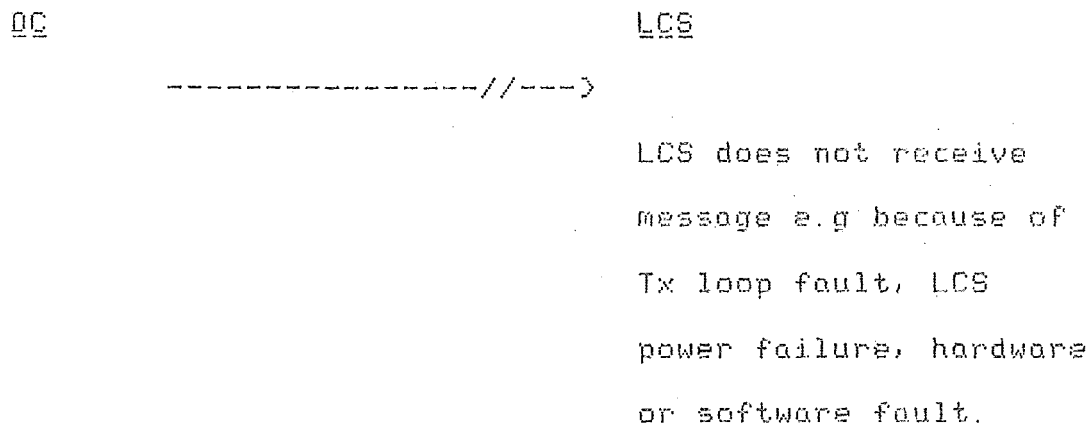 OC LCS
----------------//--->
LCS does not receive
message e.g because of
Tx loop fault, LCS
power failure, hardware
or software fault.